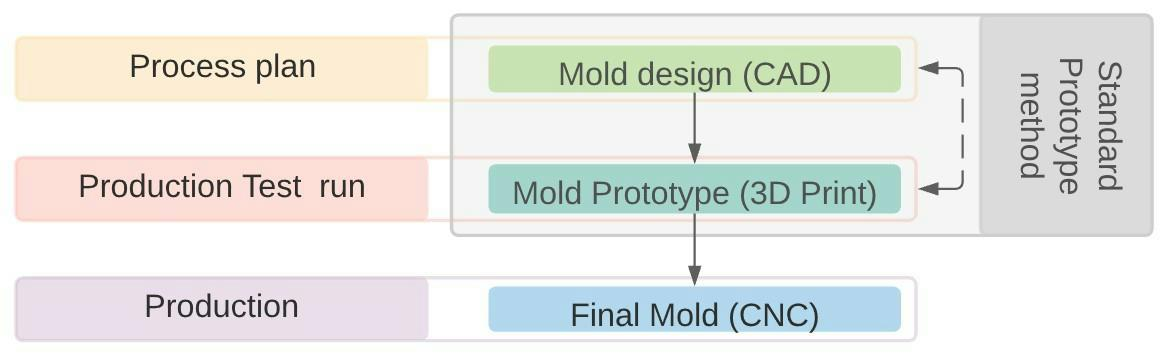 Process plan
Mold design (CAD)
Production Test run
Mold Prototype (3D Print)
Production
Final Mold (CNC)
Standard
Prototype
method